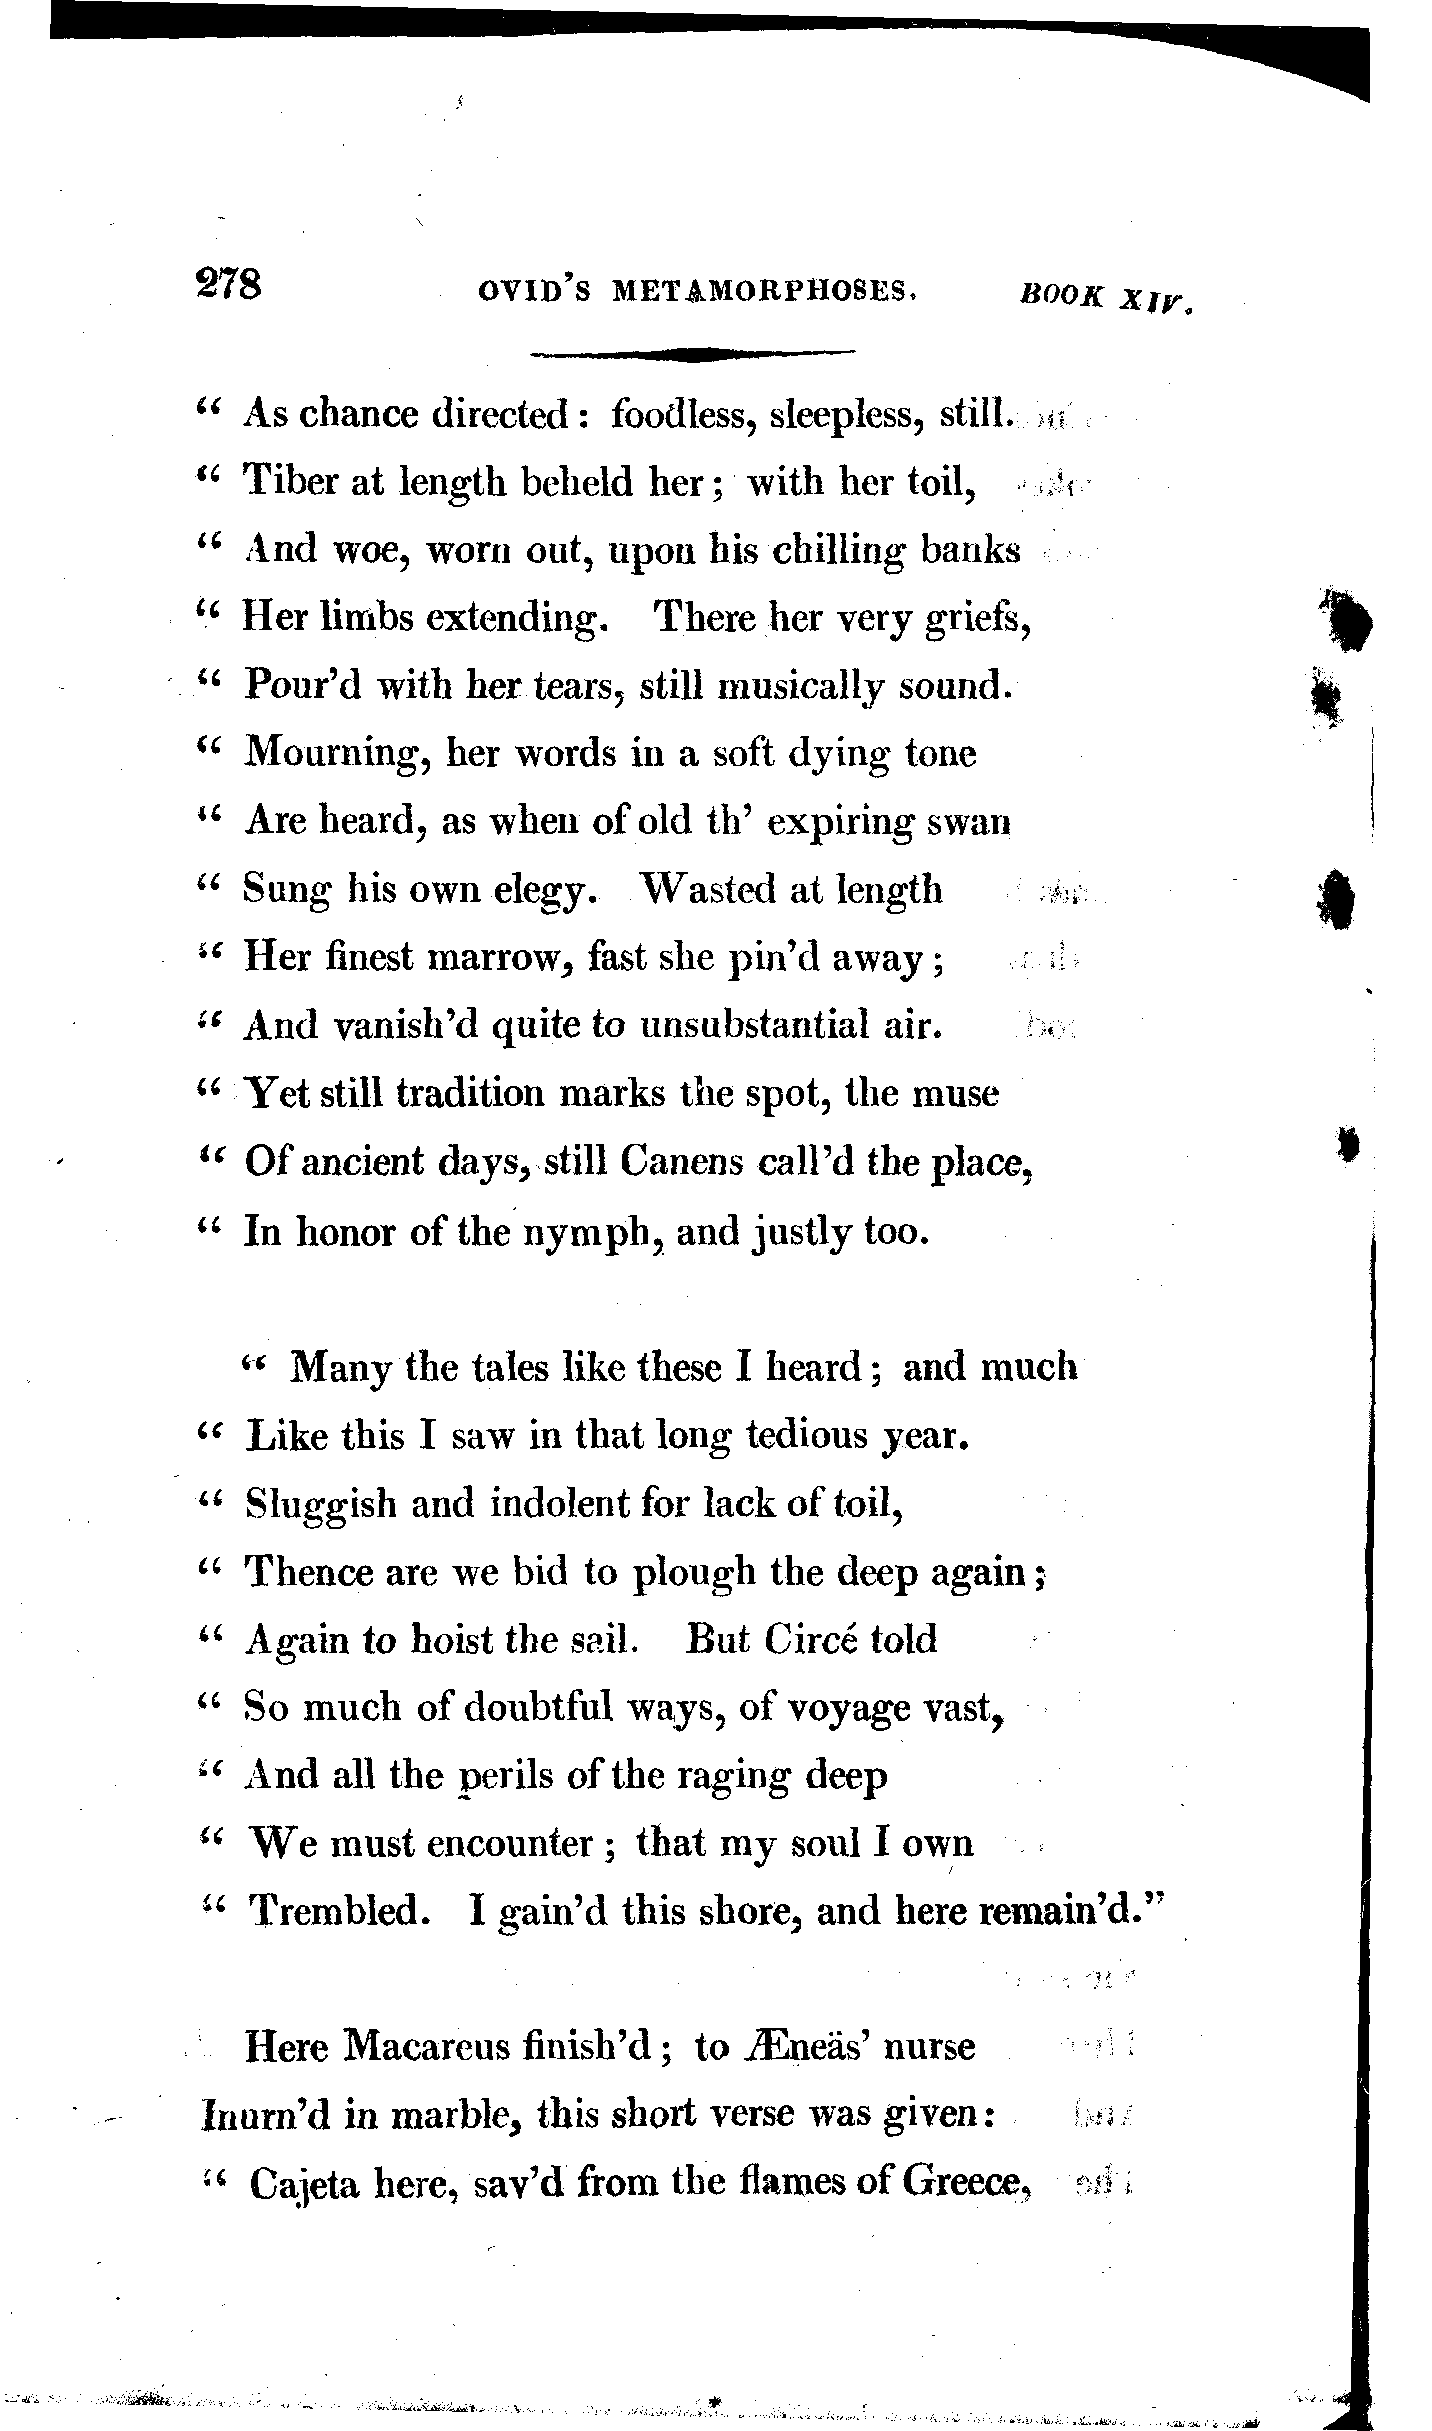 278 OVID'S METAMORPHOSES. BOOK XIV.
“ As chance directed : foodless, sleepless, still.
“ Tiber at length beheld her ; with her toil,
“ And woe, worn out, upon his chilling banks
“ Her limbs extending. There her very griefs,
“ Pour'd with her tears, still musically sound.
“ Mourning, her words in a soft dying tone
“ Are heard, as when of old th' expiring swan
“ Sung his own elegy. Wasted at length
“ Her finest marrow, fast she pin'd away ;
“ And vanish'd quite to unsubstantial air.
“ Yet still tradition marks the spot, the muse
“ Of ancient days, still Canens call'd the place,
“ In honor of the nymph, and justly too.
“ Many the tales like these I heard ; and much
“ Like this I saw in that long tedious year.
“ Sluggish and indolent for lack of toil,
“ Thence are we bid to plough the deep again ;
“ Again to hoist the sail. But Circé told
“ So much of doubtful ways, of voyage vast,
“ And all the perils of the raging deep
“ We must encounter ; that my soul I own
“ Trembled. I gain'd this shore, and here remain'd.”
Here Macareus finish'd ; to Æneäs' nurse
Inurn'd in marble, this short verse was given :
“ Cajeta here, sav'd from the flames of Greece,